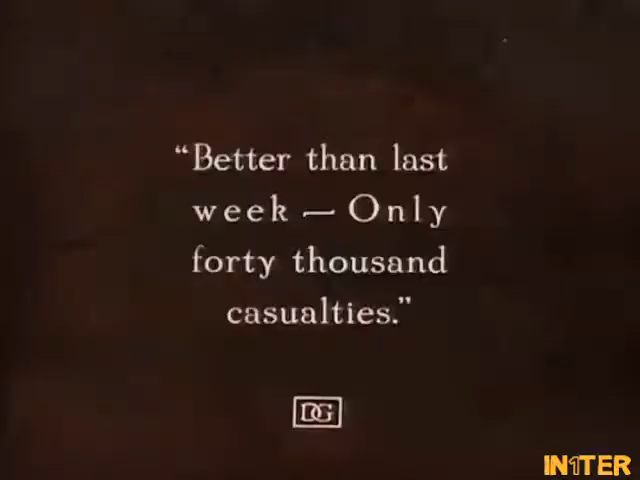 “Better than last
week — Only
forty thousand
casualties.”
DG
IN1TER